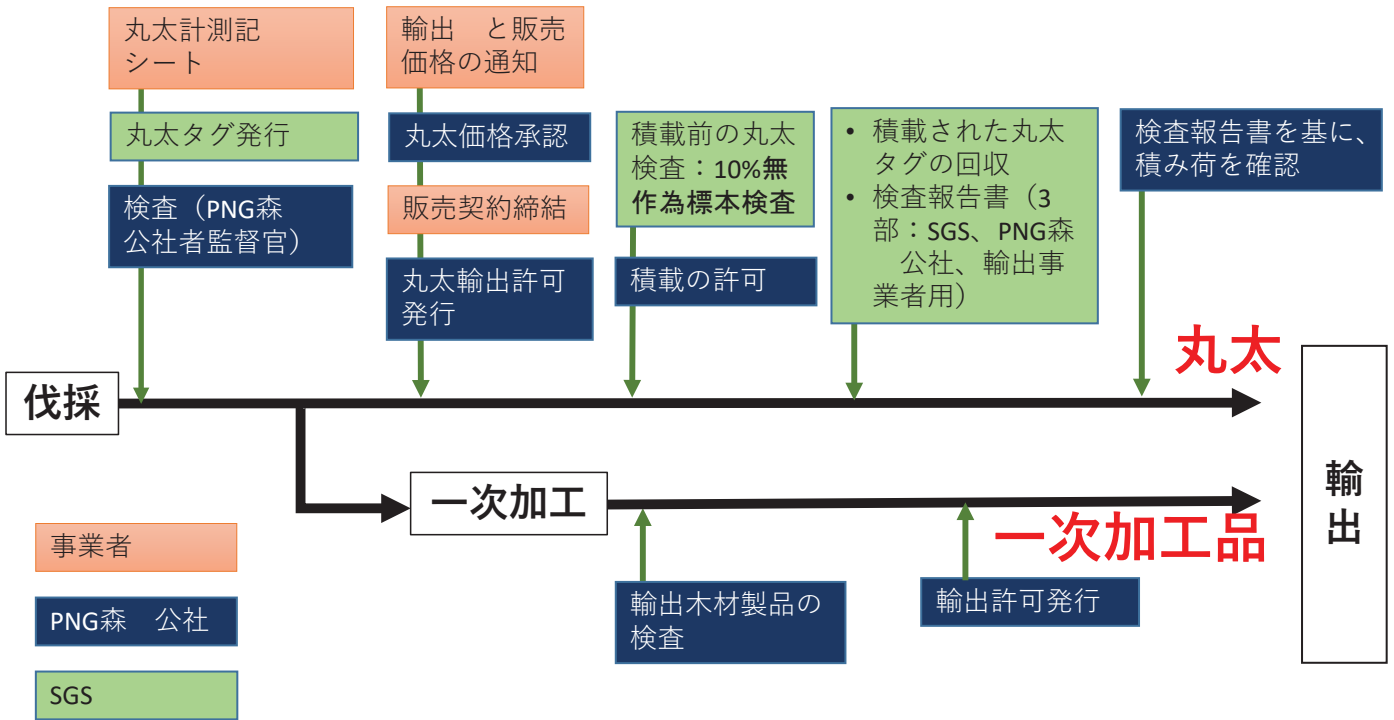 丸太計測記
シート
丸太タグ発行
検査（PNG森
公社者監督官）
輸出　と販売
価格の通知
丸太価格承認
販売契約締結
丸太輸出許可
発行
積載前の丸太
検査：10%無
作為標本検査
積載の許可
• 積載された丸太
タグの回収
• 検査報告書（3
部：SGS、PNG森
　公社、輸出事
業者用）
検査報告書を基に、
積み荷を確認
丸太
伐採
輸出
一次加工
一次加工品
輸出木材製品の
検査
輸出許可発行
事業者
PNG森　公社
SGS